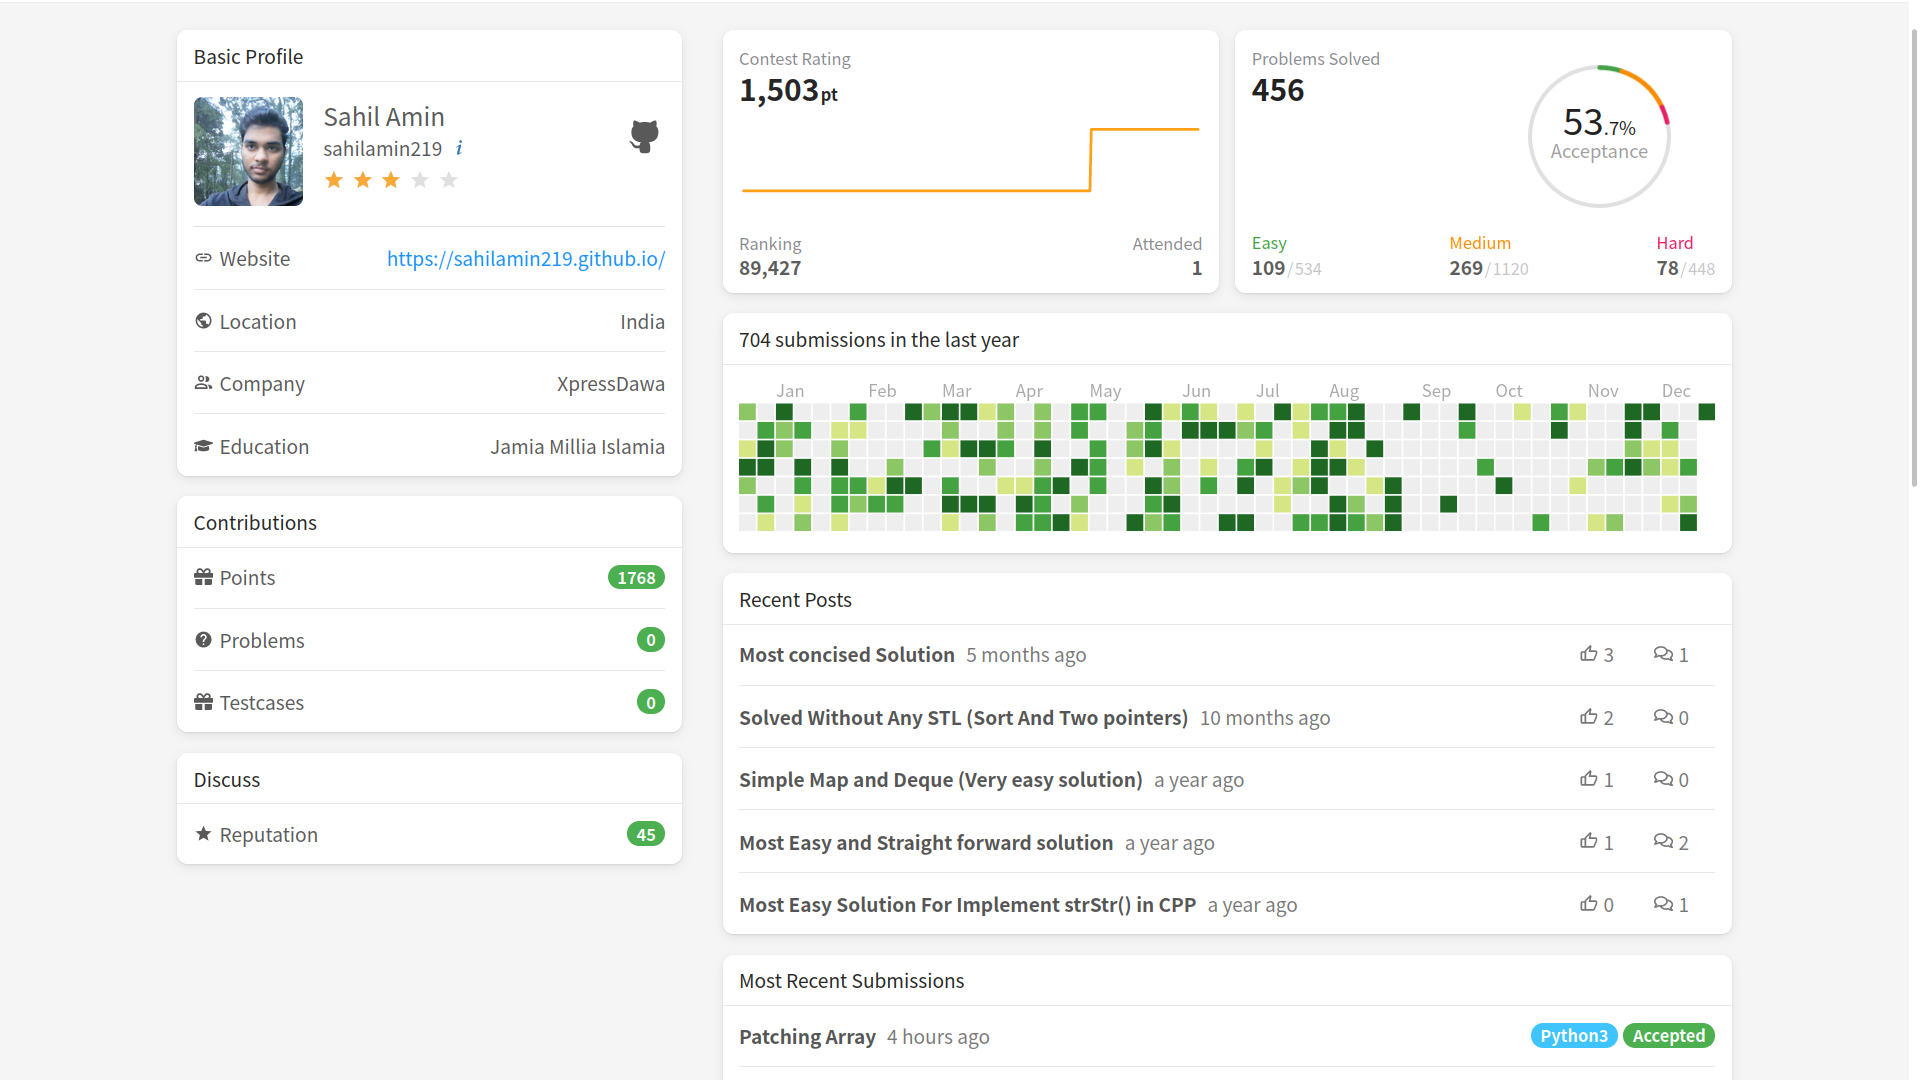 Basic Profile
Sahil Amin
sahilamin219 i
Website https://sahilamin219.github.io/
Location India
Company XpressDawa
Education Jamia Millia Islamia
Contributions
Points 1768
Problems 0
Testcases 0
Discuss
Reputation 45
Contest Rating
1,503pt
Ranking Attended
89,427 1
Problems Solved
456
53.7%
Acceptance
Easy Medium Hard
109/534 269/1120 78/448
704 submissions in the last year
Jan Feb Mar Apr May Jun Jul Aug Sep Oct Nov Dec
Recent Posts
Most concised Solution 5 months ago 3 1
Solved Without Any STL (Sort And Two pointers) 10 months ago 2 0
Simple Map and Deque (Very easy solution) a year ago 1 0
Most Easy and Straight forward solution a year ago 1 2
Most Easy Solution For Implement strStr() in CPP a year ago 0 1
Most Recent Submissions
Patching Array 4 hours ago Python3 Accepted